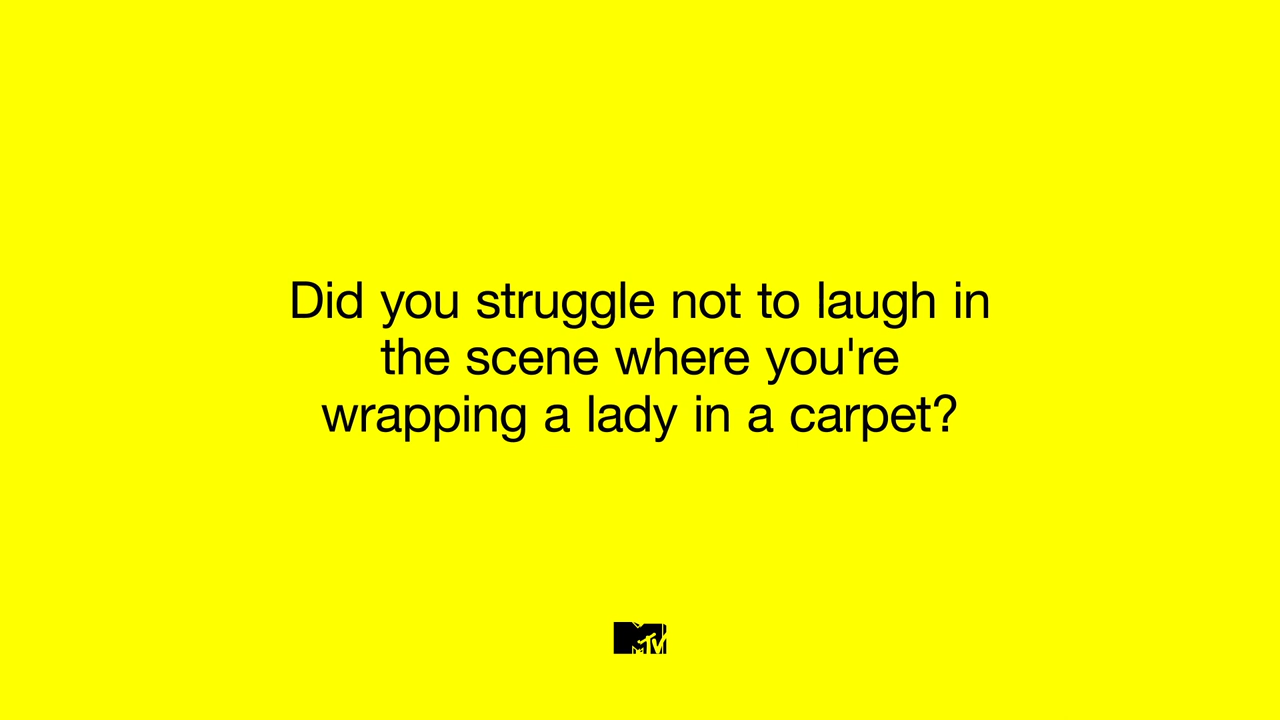 Did you struggle not to laugh in
the scene where you're
wrapping a lady in a carpet?
MTV